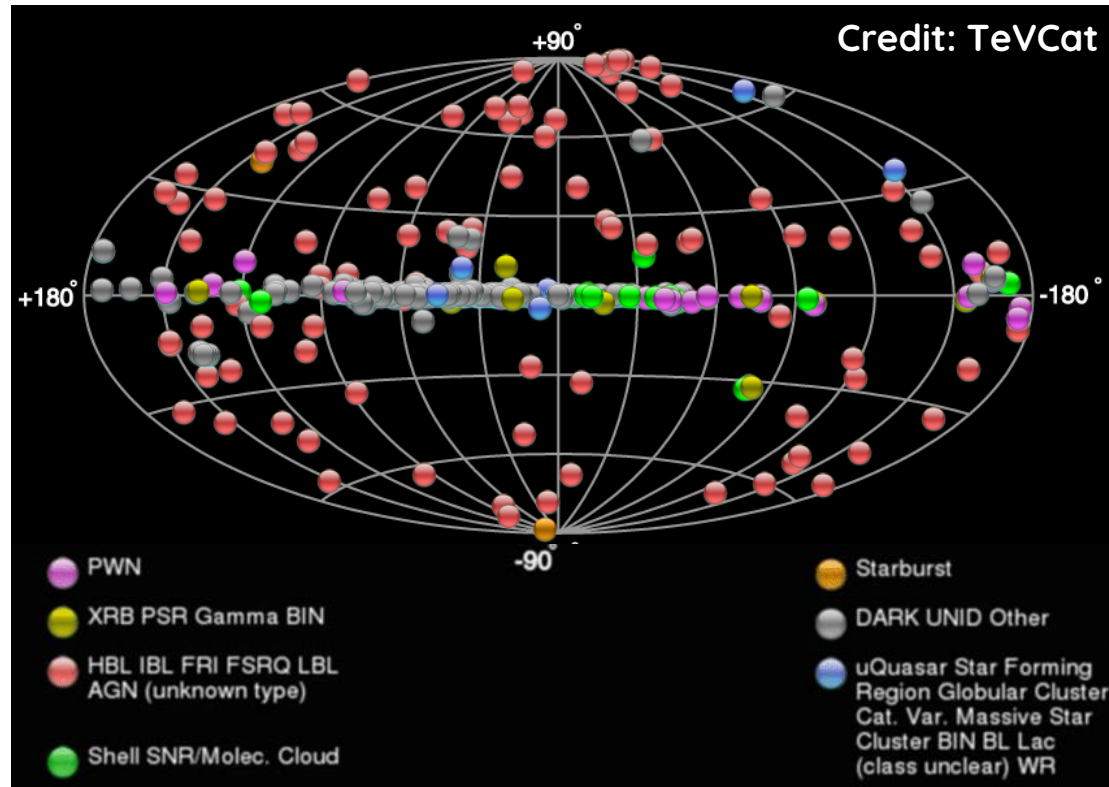 Credit: TeVCat
+90°
+180°
-180°
-90°
PWN
XRB PSR Gamma BIN
HBL IBL FRI FSRQ LBL
AGN (unknown type)
Shell SNR/Molec. Cloud
Starburst
DARK UNID Other
uQuasar Star Forming
Region Globular Cluster
Cat. Var. Massive Star
Cluster BIN BL Lac
(class unclear) WR